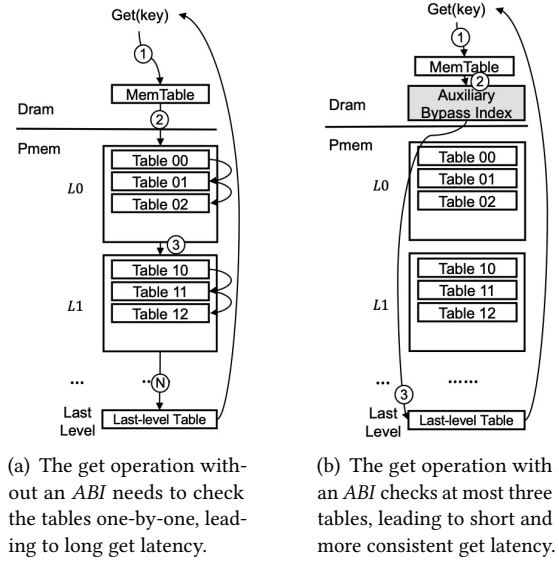 Get(key)
1
MemTable
Dram
2
Pmem
Table 00
L0
Table 01
Table 02
3
Table 10
L1
Table 11
Table 12
... ..N
Last
Level
Last-level Table
(a) The get operation with-
out an ABI needs to check
the tables one-by-one, lead-
ing to long get latency.
Get(key)
1
MemTable
2
Auxiliary
Bypass Index
Dram
Pmem
Table 00
L0
Table 01
Table 02
Table 10
L1
Table 11
Table 12
... ......
3
Last
Level
Last-level Table
(b) The get operation with
an ABI checks at most three
tables, leading to short and
more consistent get latency.